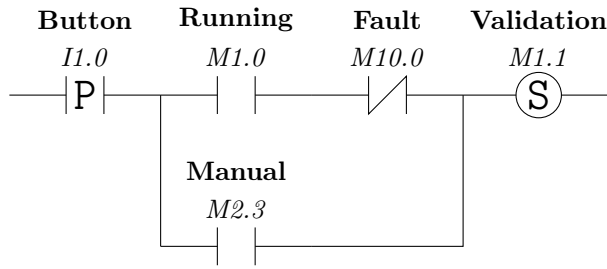 Button Running Fault Validation
I1.0 M1.0 M10.0 M1.1
P S
Manual
M2.3